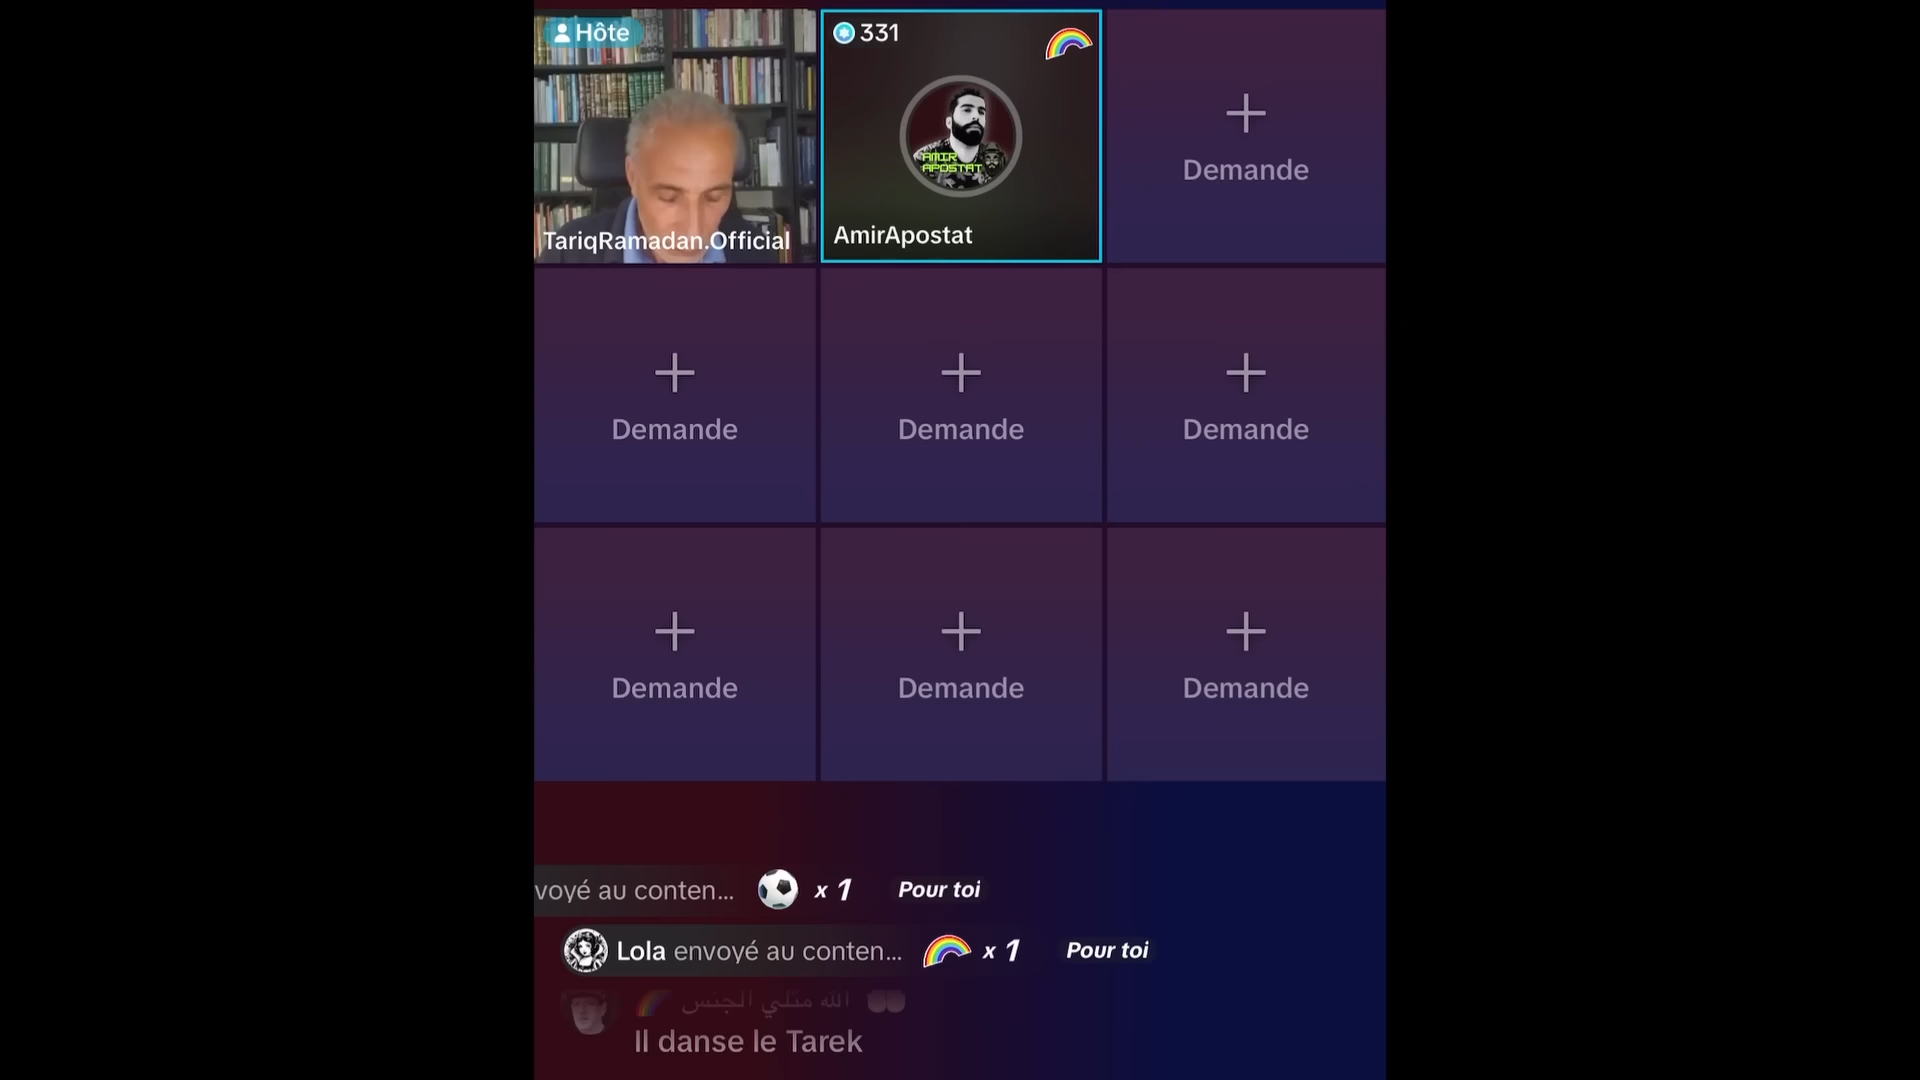 Hôte
TariqRamadan.Official
331
AMIR
APOSTAT
AmirApostat
Demande
Demande
Demande
Demande
Demande
Demande
Demande
voyé au conten...
x 1
Pour toi
Lola envoyé au conten...
x 1
Pour toi
الله مثلي الجنس
Il danse le Tarek